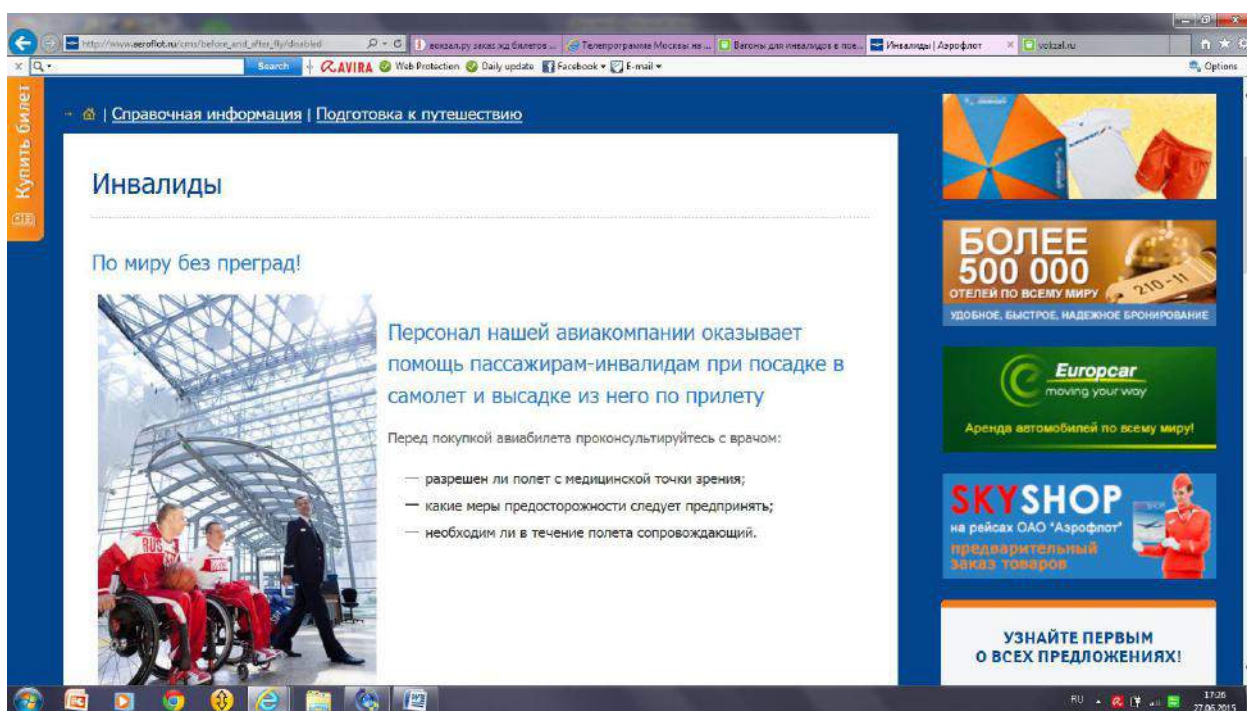 http://www.aeroflot.ru/cms/before_and_after_fly/disabled
вокзал.ру заказ жд билетов ...
Телепрограмма Москвы на ...
Вагоны для инвалидов в пое...
Инвалиды | Аэрофлот
vokzal.ru
Search
AVIRA
Web Protection
Daily update
Facebook
E-mail
Options
Купить билет
| Справочная информация | Подготовка к путешествию
Инвалиды
По миру без преград!
Персонал нашей авиакомпании оказывает
помощь пассажирам-инвалидам при посадке в
самолет и высадке из него по прилету
Перед покупкой авиабилета проконсультируйтесь с врачом:
— разрешен ли полет с медицинской точки зрения;
— какие меры предосторожности следует предпринять;
— необходим ли в течение полета сопровождающий.
RUS
БОЛЕЕ
500 000
ОТЕЛЕЙ ПО ВСЕМУ МИРУ
210-11
УДОБНОЕ, БЫСТРОЕ, НАДЕЖНОЕ БРОНИРОВАНИЕ
Europcar
moving your way
Аренда автомобилей по всему миру!
SKYSHOP
на рейсах ОАО "Аэрофлот"
предварительный
заказ товаров
УЗНАЙТЕ ПЕРВЫМ
О ВСЕХ ПРЕДЛОЖЕНИЯХ!
RU
17:26
27.06.2015